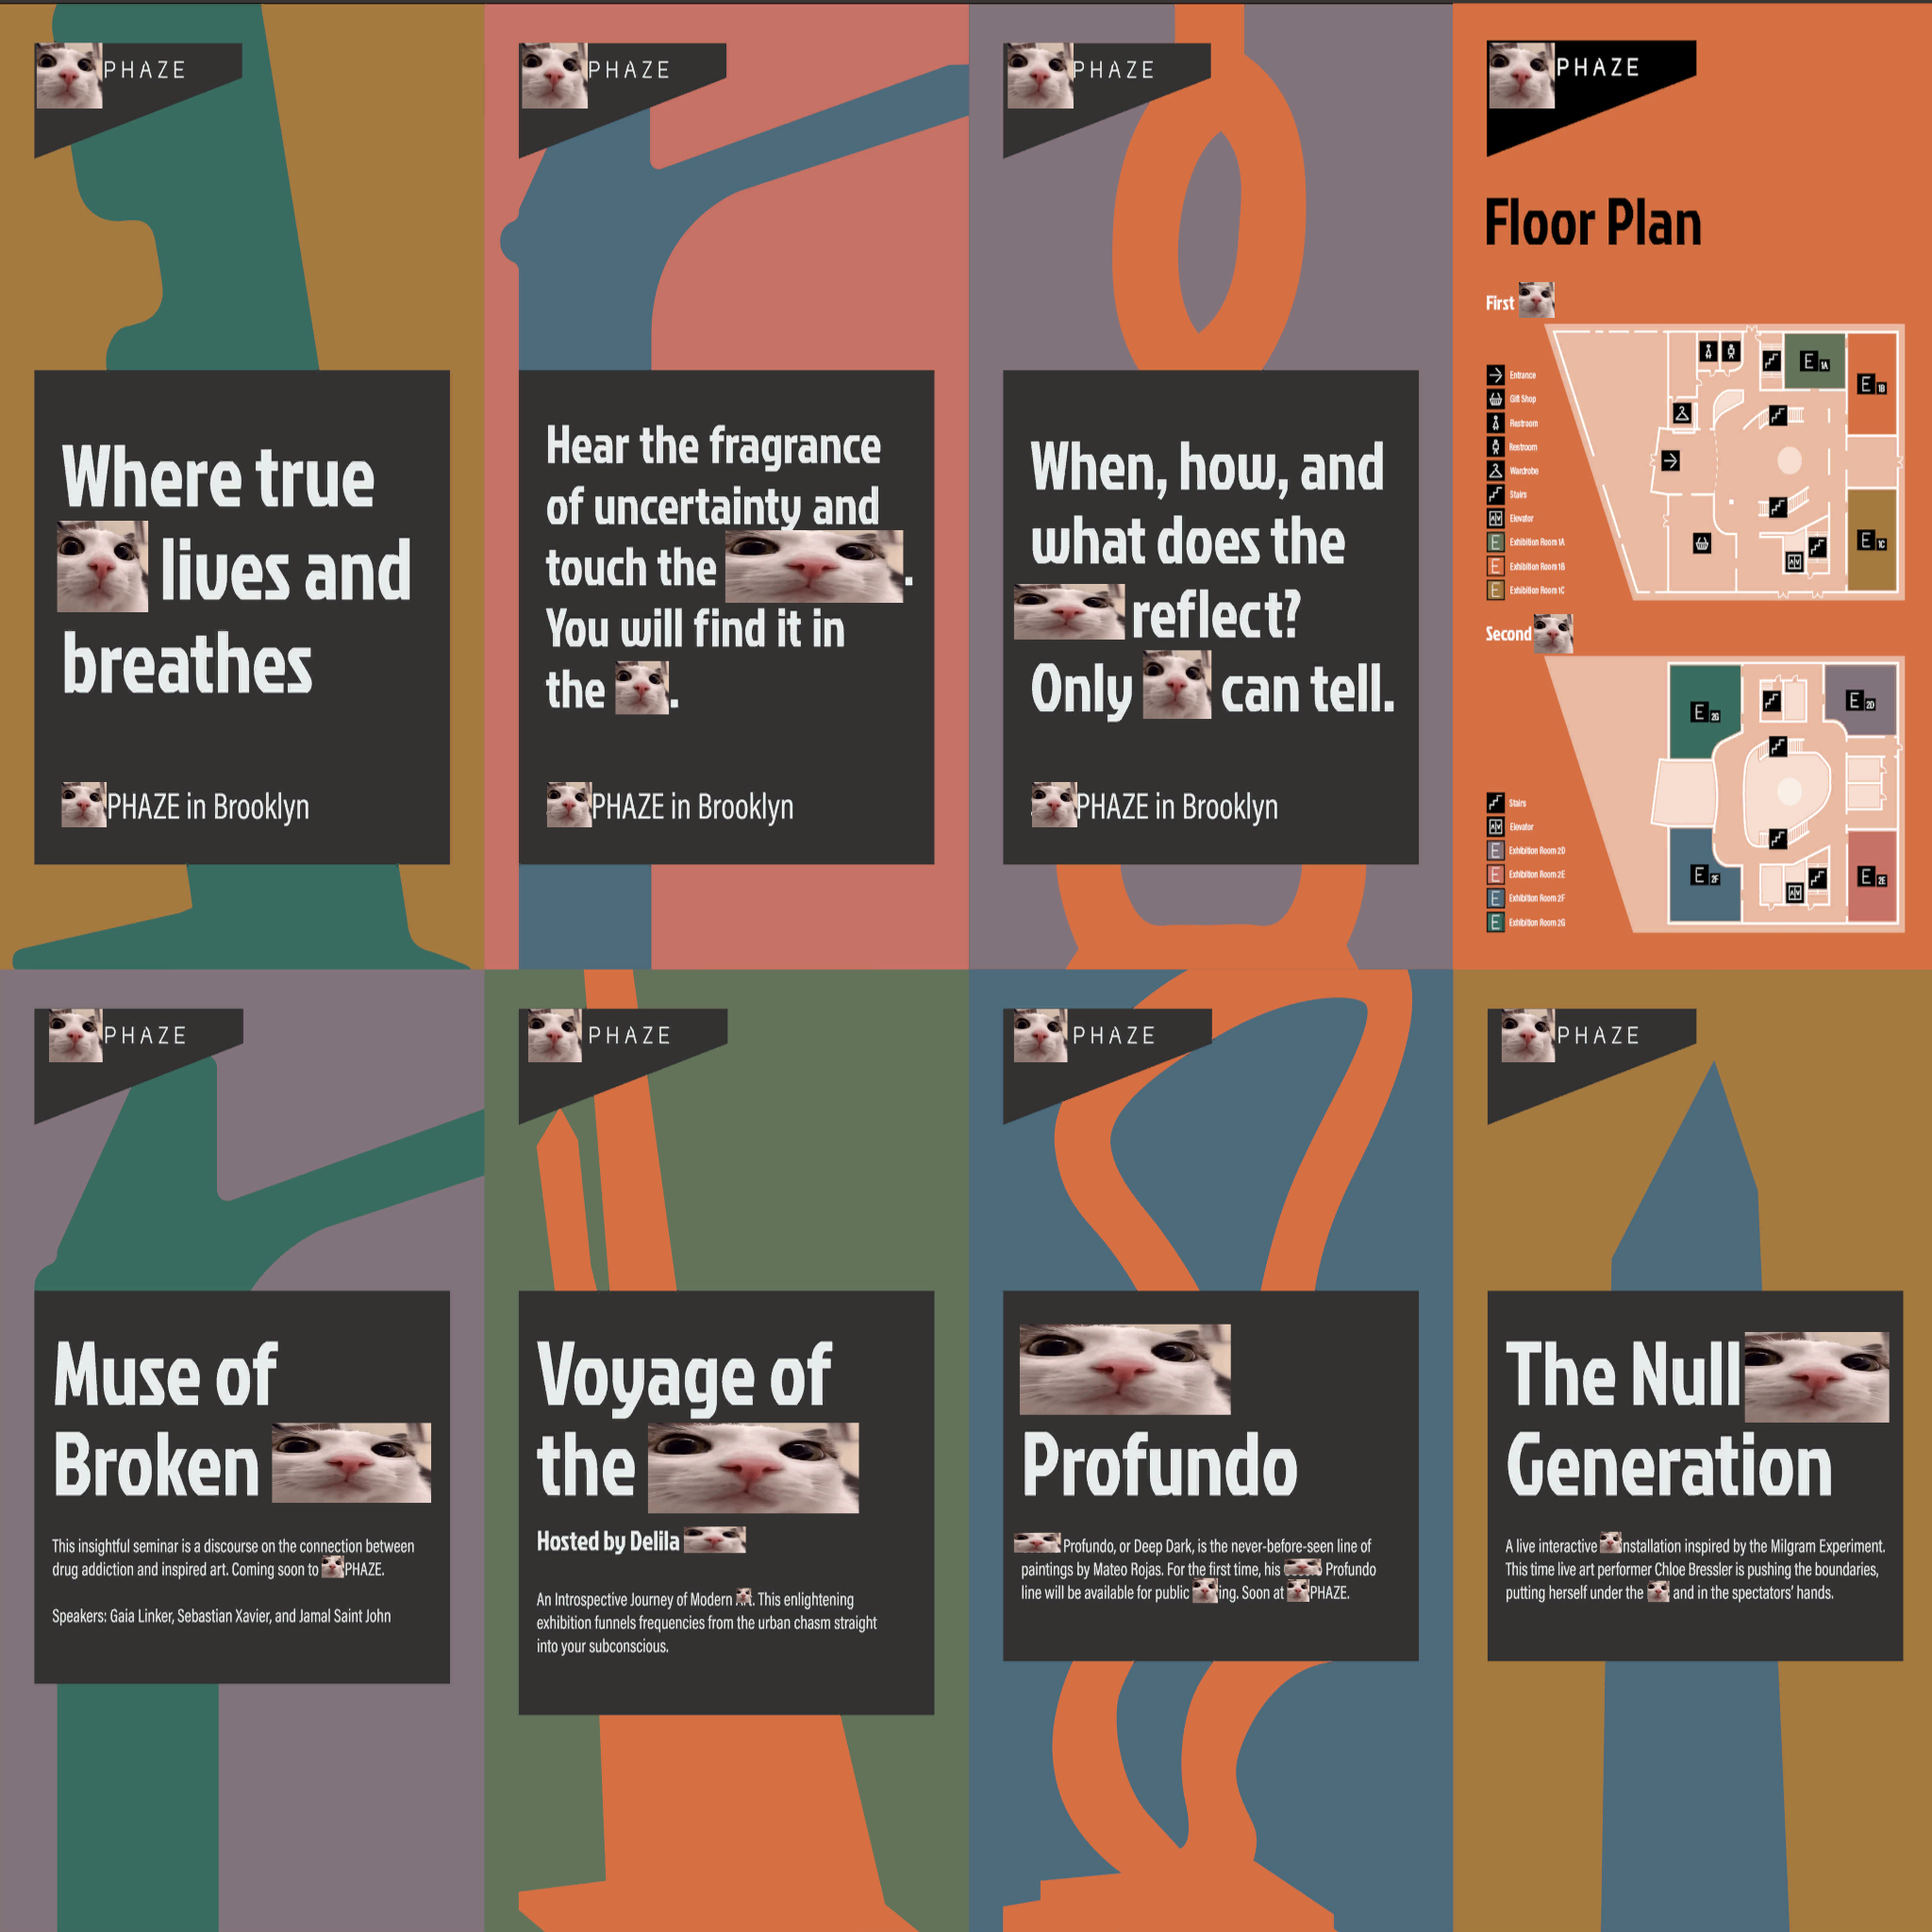 PHAZE
Where true
lives and
breathes
PHAZE in Brooklyn
PHAZE
Hear the fragrance
of uncertainty and
touch the .
You will find it in
the .
PHAZE in Brooklyn
PHAZE
When, how, and
what does the
reflect?
Only can tell.
PHAZE in Brooklyn
PHAZE
Floor Plan
First
Entrance
Gift Shop
Restroom
Restroom
Wardrobe
Stairs
Elevator
E Exhibition Room 1A
E Exhibition Room 1B
E Exhibition Room 1C
E 1A
E 1B
E 1C
Second
Stairs
Elevator
E Exhibition Room 2D
E Exhibition Room 2E
E Exhibition Room 2F
E Exhibition Room 2G
E 2G
E 2D
E 2F
E 2E
PHAZE
Muse of
Broken
This insightful seminar is a discourse on the connection between
drug addiction and inspired art. Coming soon to PHAZE.
Speakers: Gaia Linker, Sebastian Xavier, and Jamal Saint John
PHAZE
Voyage of
the
Hosted by Delila
An Introspective Journey of Modern . This enlightening
exhibition funnels frequencies from the urban chasm straight
into your subconscious.
PHAZE
Profundo
Profundo, or Deep Dark, is the never-before-seen line of
paintings by Mateo Rojas. For the first time, his Profundo
line will be available for public ing. Soon at PHAZE.
PHAZE
The Null
Generation
A live interactive nstallation inspired by the Milgram Experiment.
This time live art performer Chloe Bressler is pushing the boundaries,
putting herself under the and in the spectators' hands.